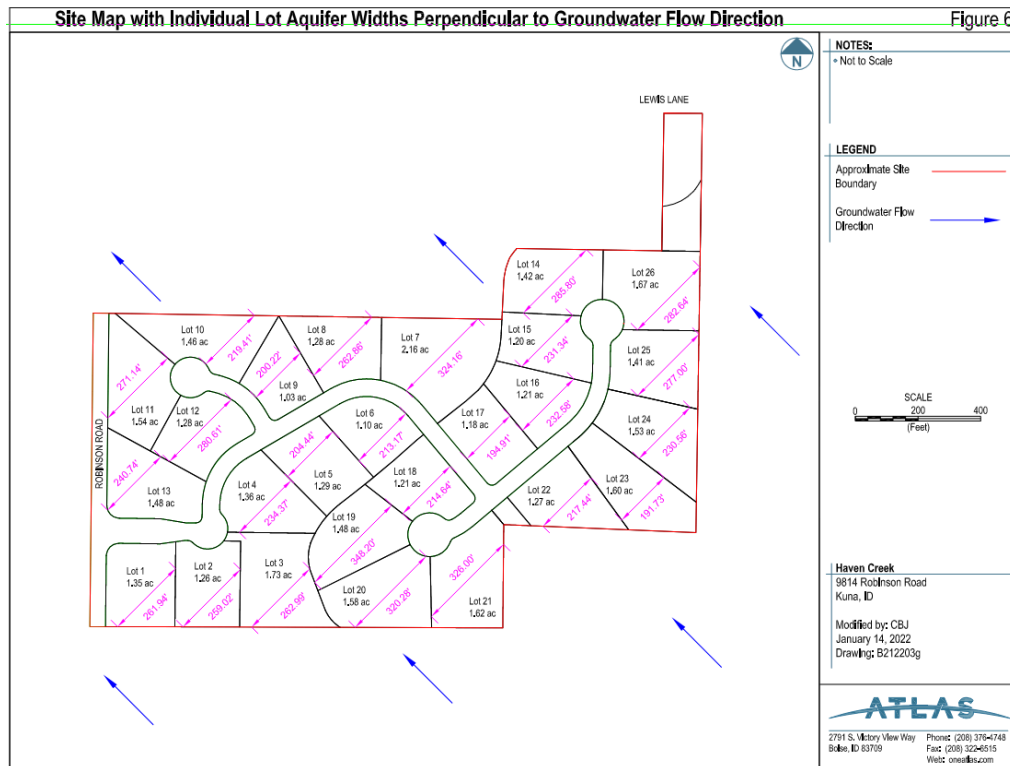 Site Map with Individual Lot Aquifer Widths Perpendicular to Groundwater Flow Direction
Figure 6
N
NOTES:
• Not to Scale
LEGEND
Approximate Site
Boundary
Groundwater Flow
Direction
SCALE
0 200 400
(Feet)
LEWIS LANE
ROBINSON ROAD
Lot 14
1.42 ac
285.80'
Lot 26
1.67 ac
282.64'
Lot 10
1.46 ac
219.41'
Lot 8
1.28 ac
262.66'
Lot 7
2.16 ac
324.16'
Lot 15
1.20 ac
231.34'
Lot 25
1.41 ac
277.00'
271.14'
Lot 11
1.54 ac
Lot 12
1.28 ac
280.61'
200.22'
Lot 9
1.03 ac
Lot 16
1.21 ac
232.58'
Lot 6
1.10 ac
213.17'
Lot 17
1.18 ac
194.91'
Lot 24
1.53 ac
230.56'
240.74'
Lot 13
1.48 ac
Lot 4
1.36 ac
234.37'
204.44'
Lot 5
1.29 ac
Lot 18
1.21 ac
214.64'
Lot 22
1.27 ac
217.44'
Lot 23
1.60 ac
191.73'
Lot 19
1.48 ac
348.20'
Lot 1
1.35 ac
261.94'
Lot 2
1.26 ac
259.02'
Lot 3
1.73 ac
262.99'
Lot 20
1.58 ac
320.28'
326.00'
Lot 21
1.62 ac
Haven Creek
9814 Robinson Road
Kuna, ID
Modified by: CBJ
January 14, 2022
Drawing: B212203g
ATLAS
2791 S. Victory View Way Phone: (208) 376-4748
Boise, ID 83709 Fax: (208) 322-6515
Web: oneatlas.com